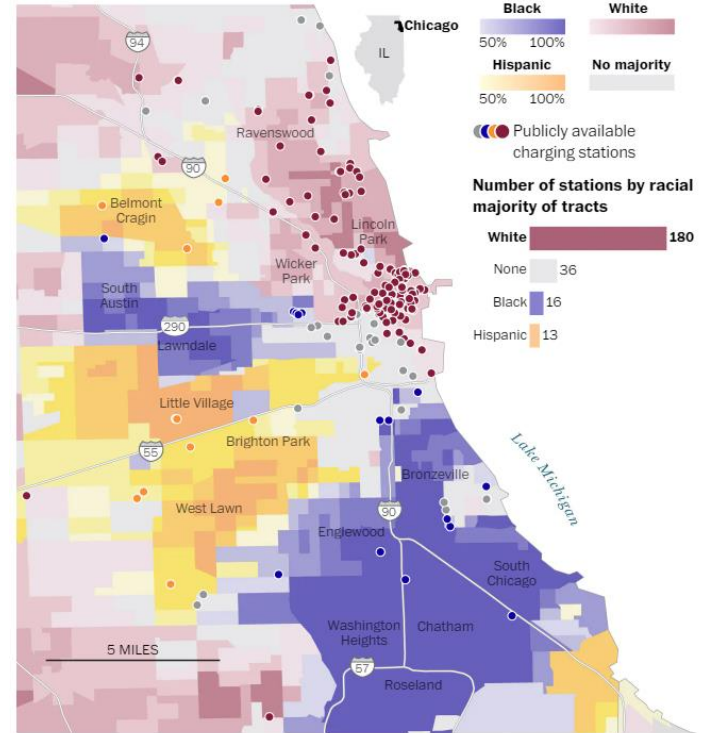 Chicago
IL
Black
White
50% 100%
Hispanic
No majority
50% 100%
Publicly available
charging stations
Number of stations by racial
majority of tracts
White 180
None 36
Black 16
Hispanic 13
94
Ravenswood
90
Belmont
Cragin
Lincoln
Park
Wicker
Park
South
Austin
290
Lawndale
Little Village
Brighton Park
55
Lake Michigan
Bronzeville
West Lawn
90
Englewood
South
Chicago
Washington
Heights
Chatham
5 MILES
57
Roseland